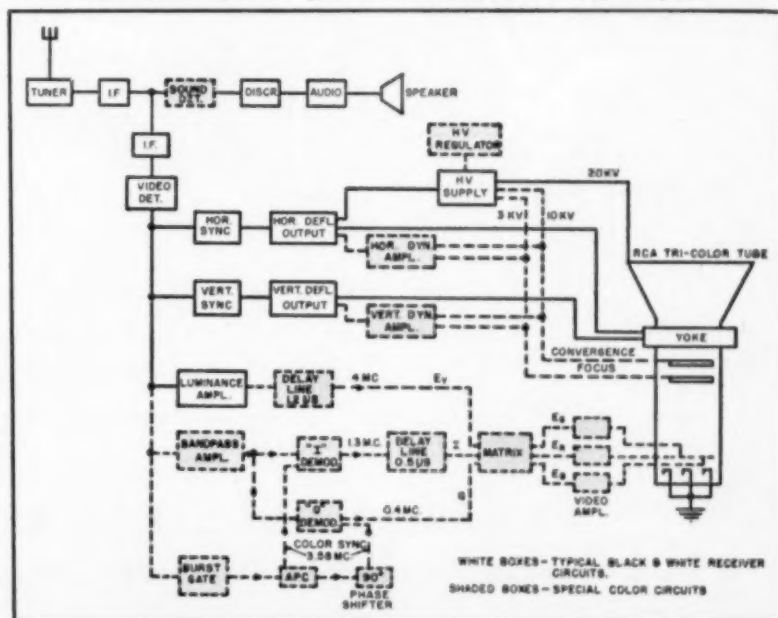 TUNER
I.F
SOUND
DET.
DISCR.
AUDIO
SPEAKER
I.F.
VIDEO
DET.
HV
REGULATOR
HV
SUPPLY
20KV
3 KV
10KV
HOR.
SYNC
HOR. DEFL.
OUTPUT
HOR. DYN.
AMPL.
RCA TRI-COLOR TUBE
VERT.
SYNC
VERT. DEFL.
OUTPUT
VERT. DYN.
AMPL.
YOKE
CONVERGENCE
FOCUS
LUMINANCE
AMPL.
DELAY
LINE
4 MC
EY
BANDPASS
AMPL.
"I"
DEMOD.
1.3 M.C.
DELAY
LINE
0.5 US
I
MATRIX
"Q"
DEMOD.
0.4 MC.
Q
VIDEO
AMPL.
COLOR SYNC
3.58 MC
BURST
GATE
APC
90°
PHASE
SHIFTER
WHITE BOXES-TYPICAL BLACK & WHITE RECEIVER
CIRCUITS.
SHADED BOXES-SPECIAL COLOR CIRCUITS